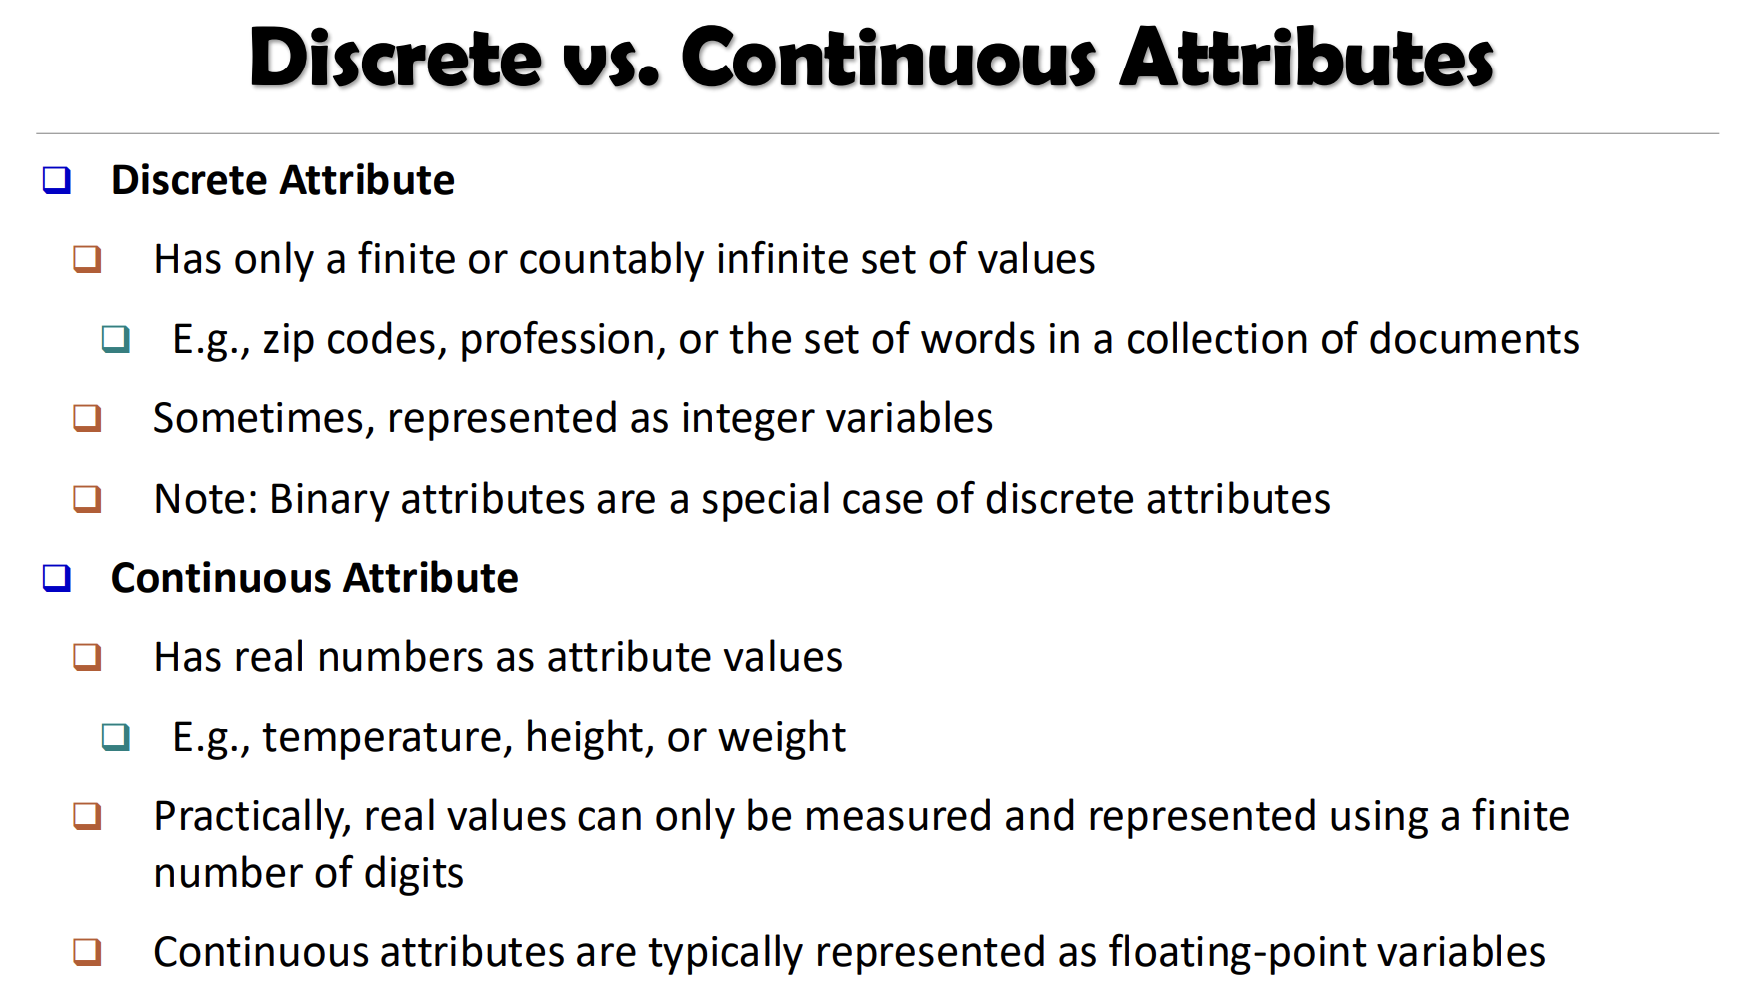 Discrete vs. Continuous Attributes
Discrete Attribute
Has only a finite or countably infinite set of values
E.g., zip codes, profession, or the set of words in a collection of documents
Sometimes, represented as integer variables
Note: Binary attributes are a special case of discrete attributes
Continuous Attribute
Has real numbers as attribute values
E.g., temperature, height, or weight
Practically, real values can only be measured and represented using a finite
number of digits
Continuous attributes are typically represented as floating-point variables